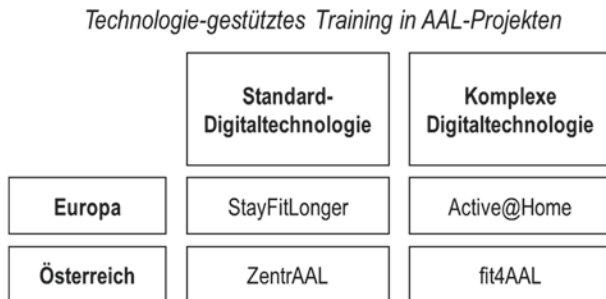 Technologie-gestütztes Training in AAL-Projekten
Standard-
Digitaltechnologie
Komplexe
Digitaltechnologie
Europa
StayFitLonger
Active@Home
Österreich
ZentrAAL
fit4AAL